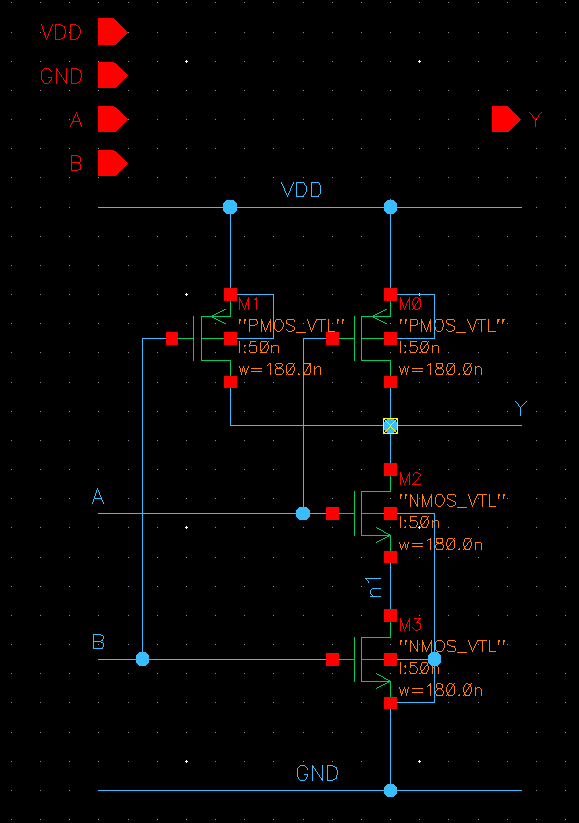 VDD
GND
A
Y
B
VDD
M1
"PMOS_VTL"
l:50n
w=180.0n
M0
"PMOS_VTL"
l:50n
w=180.0n
Y
A
M2
"NMOS_VTL"
l:50n
w=180.0n
n1
B
M3
"NMOS_VTL"
l:50n
w=180.0n
GND